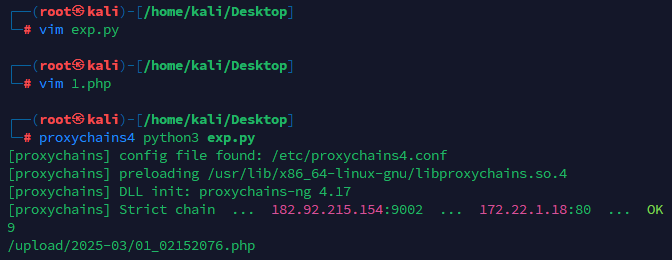 ┌──(root㉿kali)-[/home/kali/Desktop]
└─# vim exp.py
┌──(root㉿kali)-[/home/kali/Desktop]
└─# vim 1.php
┌──(root㉿kali)-[/home/kali/Desktop]
└─# proxychains4 python3 exp.py
[proxychains] config file found: /etc/proxychains4.conf
[proxychains] preloading /usr/lib/x86_64-linux-gnu/libproxychains.so.4
[proxychains] DLL init: proxychains-ng 4.17
[proxychains] Strict chain  ...  182.92.215.154:9002  ...  172.22.1.18:80  ...  OK
9
/upload/2025-03/01_02152076.php